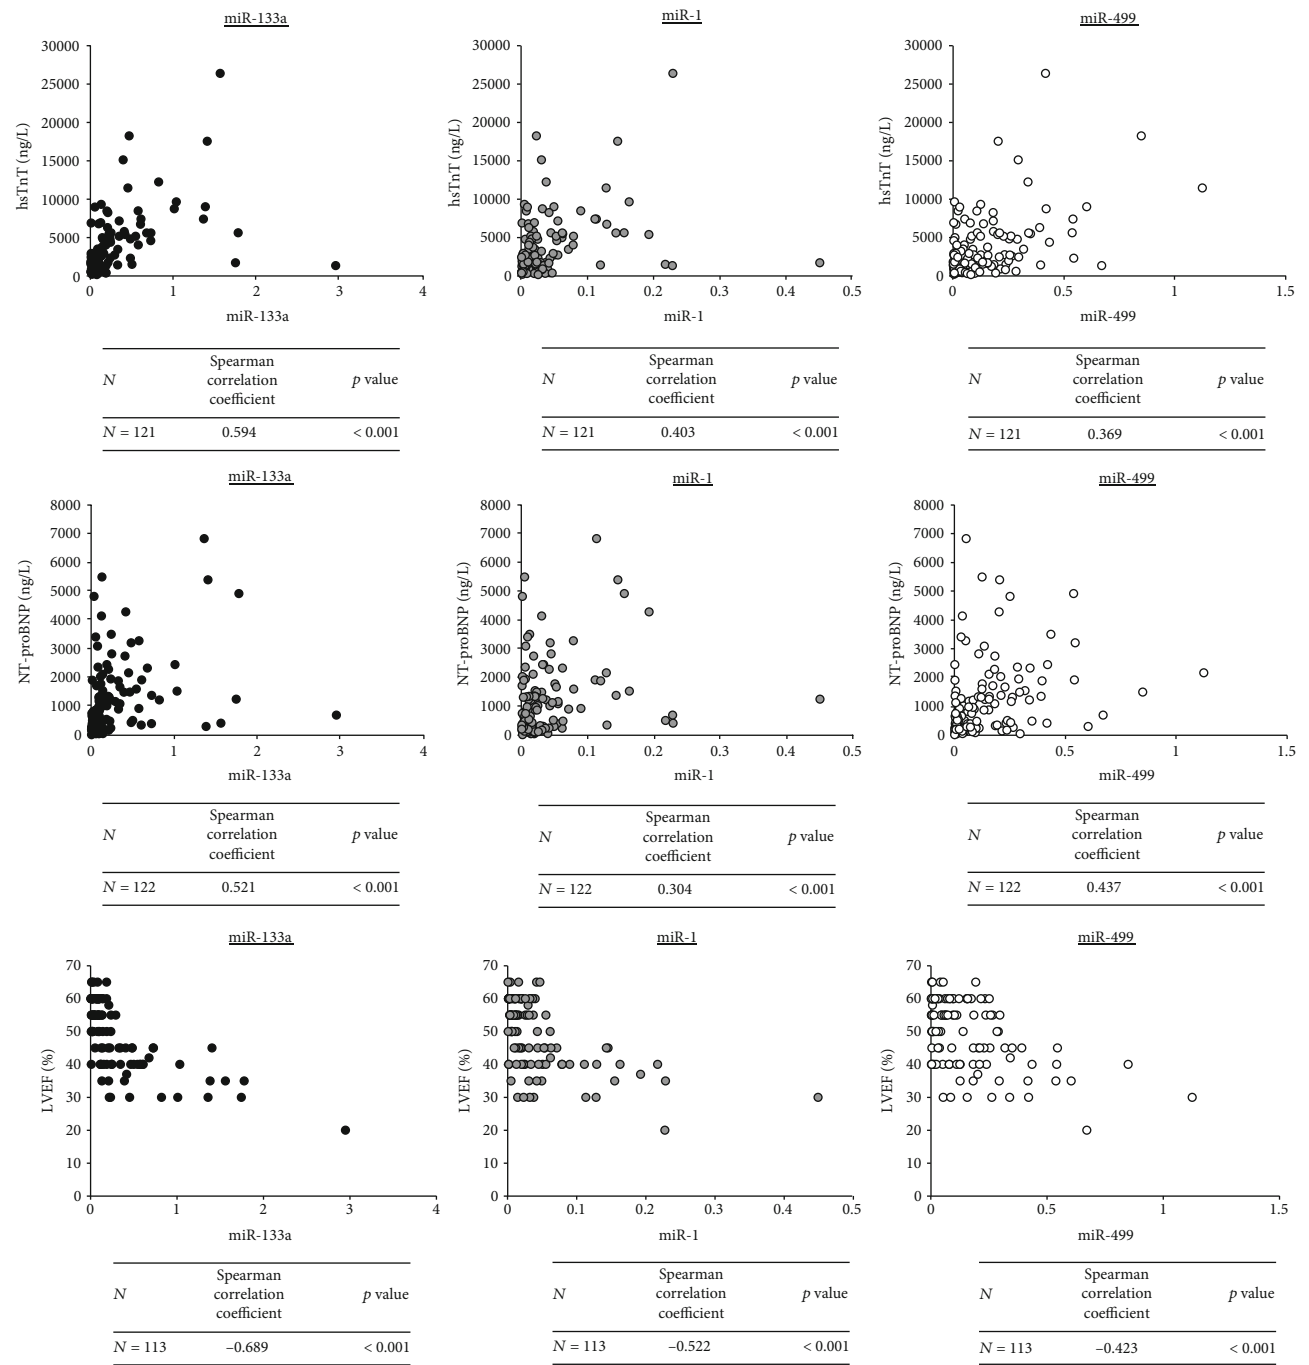 miR-133a
30000
25000
20000
15000
10000
5000
0
hsTnT (ng/L)
0 1 2 3 4
miR-133a
N Spearman correlation coefficient p value
N = 121 0.594 < 0.001
miR-1
30000
25000
20000
15000
10000
5000
0
hsTnT (ng/L)
0 0.1 0.2 0.3 0.4 0.5
miR-1
N Spearman correlation coefficient p value
N = 121 0.403 < 0.001
miR-499
30000
25000
20000
15000
10000
5000
0
hsTnT (ng/L)
0 0.5 1 1.5
miR-499
N Spearman correlation coefficient p value
N = 121 0.369 < 0.001
miR-133a
8000
7000
6000
5000
4000
3000
2000
1000
0
NT-proBNP (ng/L)
0 1 2 3 4
miR-133a
N Spearman correlation coefficient p value
N = 122 0.521 < 0.001
miR-1
8000
7000
6000
5000
4000
3000
2000
1000
0
NT-proBNP (ng/L)
0 0.1 0.2 0.3 0.4 0.5
miR-1
N Spearman correlation coefficient p value
N = 122 0.304 < 0.001
miR-499
8000
7000
6000
5000
4000
3000
2000
1000
0
NT-proBNP (ng/L)
0 0.5 1 1.5
miR-499
N Spearman correlation coefficient p value
N = 122 0.437 < 0.001
miR-133a
70
60
50
40
30
20
10
0
LVEF (%)
0 1 2 3 4
miR-133a
N Spearman correlation coefficient p value
N = 113 –0.689 < 0.001
miR-1
70
60
50
40
30
20
10
0
LVEF (%)
0 0.1 0.2 0.3 0.4 0.5
miR-1
N Spearman correlation coefficient p value
N = 113 –0.522 < 0.001
miR-499
70
60
50
40
30
20
10
0
LVEF (%)
0 0.5 1 1.5
miR-499
N Spearman correlation coefficient p value
N = 113 –0.423 < 0.001